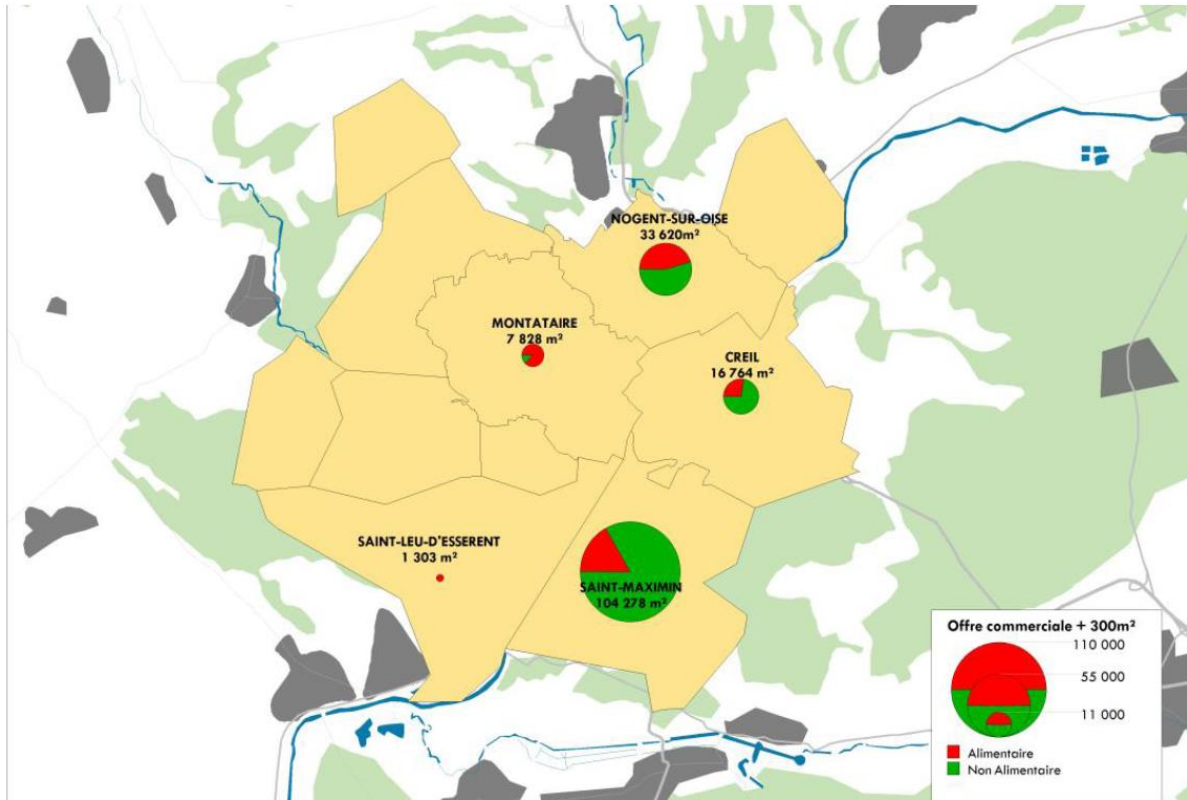 NOGENT-SUR-OISE
33 620m²
MONTATAIRE
7 828 m²
CREIL
16 764 m²
SAINT-LEU-D'ESSERENT
1 303 m²
SAINT-MAXIMIN
104 278 m²
Offre commerciale + 300m²
110 000
55 000
11 000
Alimentaire
Non Alimentaire